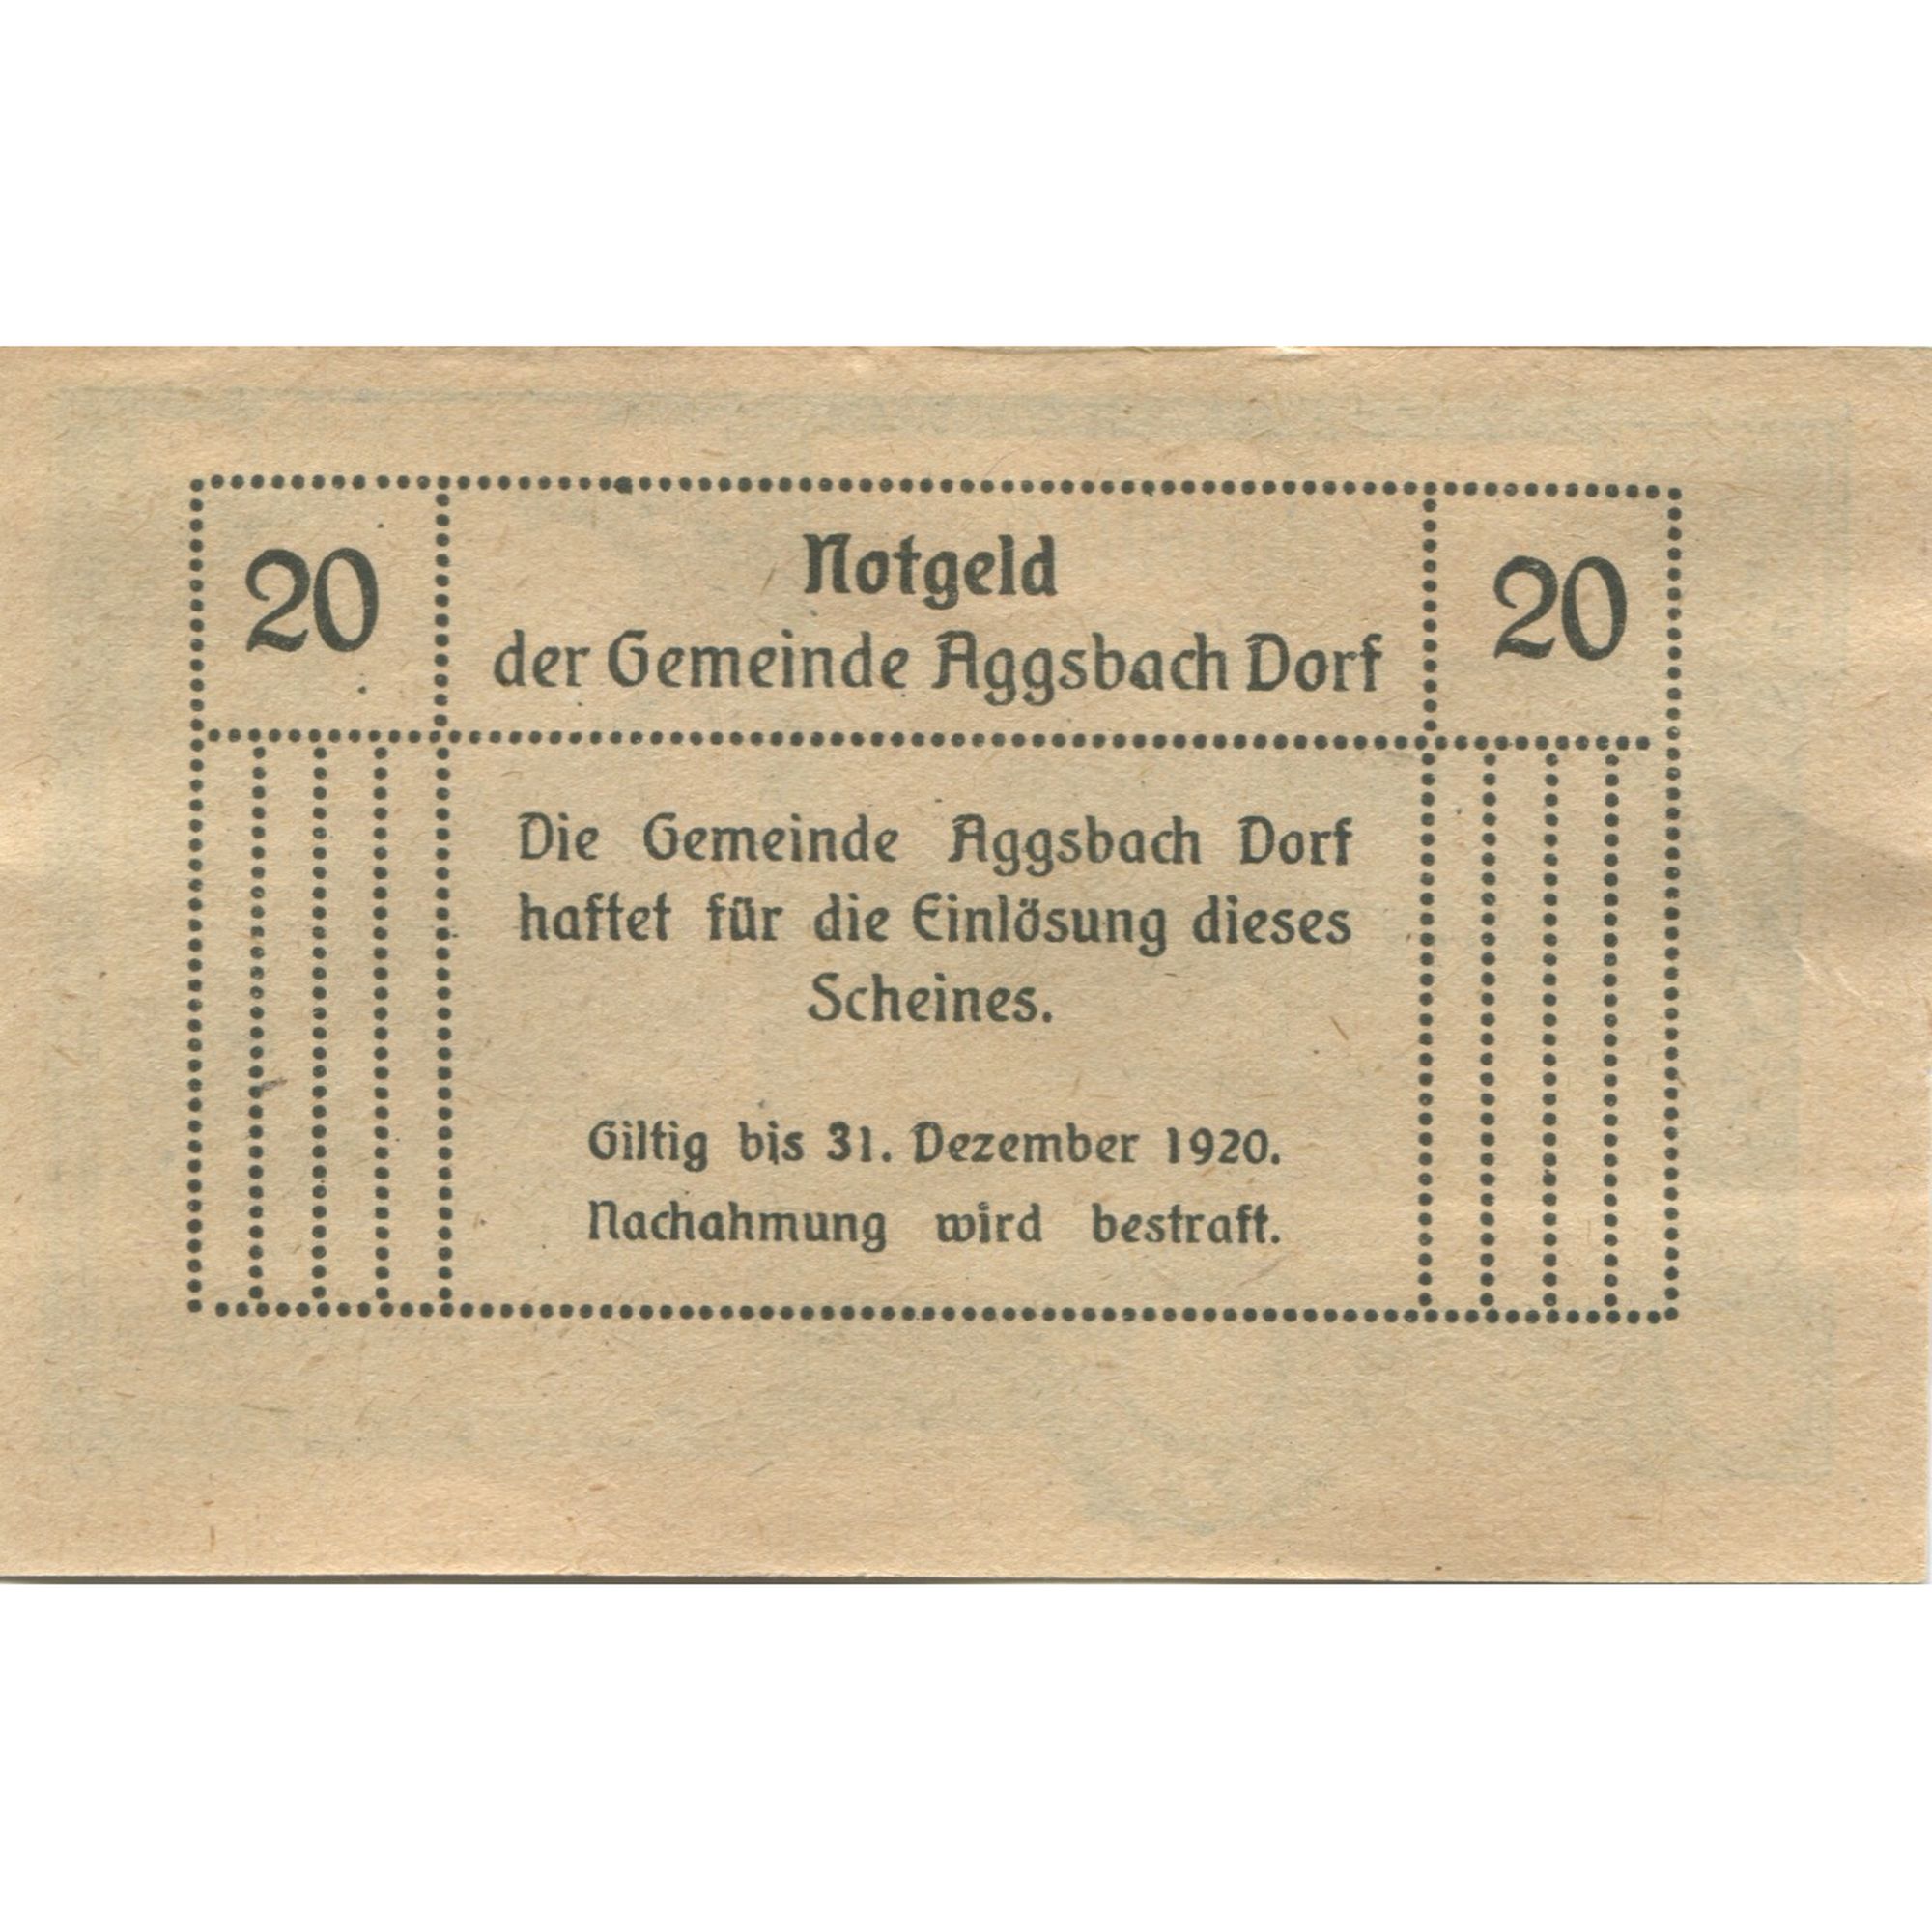 20
Notgeld
20
der Gemeinde Aggsbach Dorf
Die Gemeinde Aggsbach Dorf
haftet für die Einlösung dieses
Scheines.
Giltig bis 31. Dezember 1920.
Nachahmung wird bestraft.